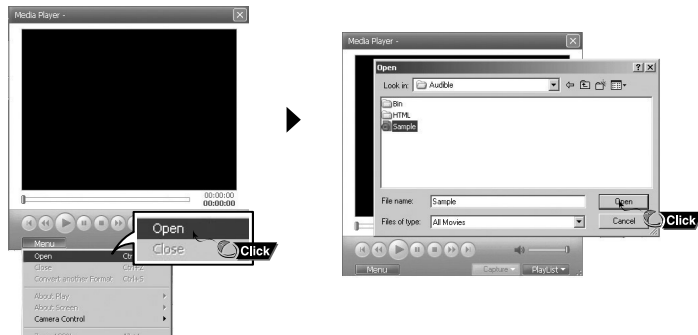 Media Player -
00:00:00
00:00:00
Menu
Open
Close
Click
Open
Close Ctrl+Z
Convert another Format Ctrl+S
About Play
About Screen
Camera Control
Media Player -
Open
Look in: Audible
Bin
HTML
Sample
File name: Sample Open
Files of type: All Movies Cancel
Click
Menu Capture PlayList